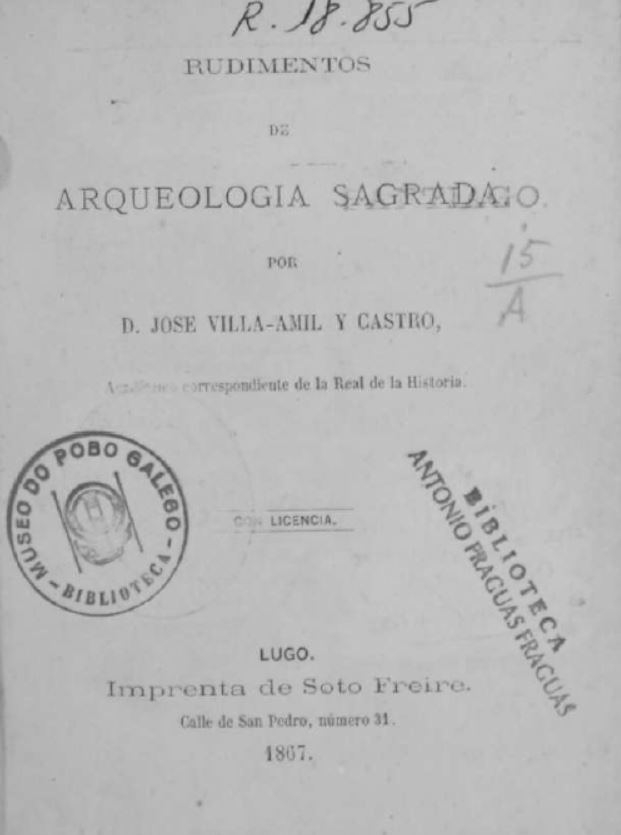 R. 18.855
RUDIMENTOS
DE
ARQUEOLOGIA SAGRADA.
POR
15
A
D. JOSE VILLA-AMIL Y CASTRO,
Académico correspondiente de la Real de la Historia.
MUSEO DO POBO GALEGO
- BIBLIOTECA -
BIBLIOTECA
ANTONIO FRAGUAS FRAGUAS
CON LICENCIA.
LUGO.
Imprenta de Soto Freire.
Calle de San Pedro, número 31.
1867.